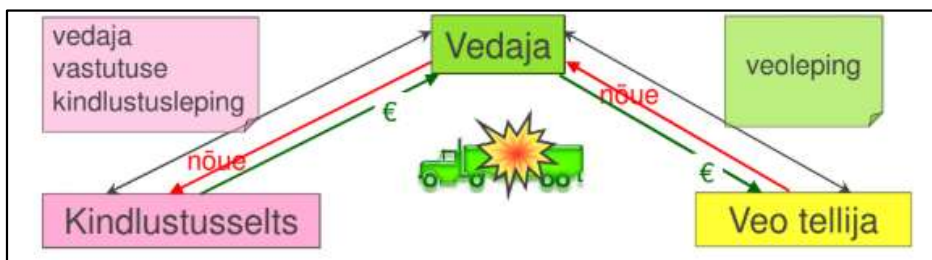 vedaja
vastutuse
kindlustusleping
Vedaja
veoleping
nõue
€
nõue
€
Kindlustusselts
Veo tellija